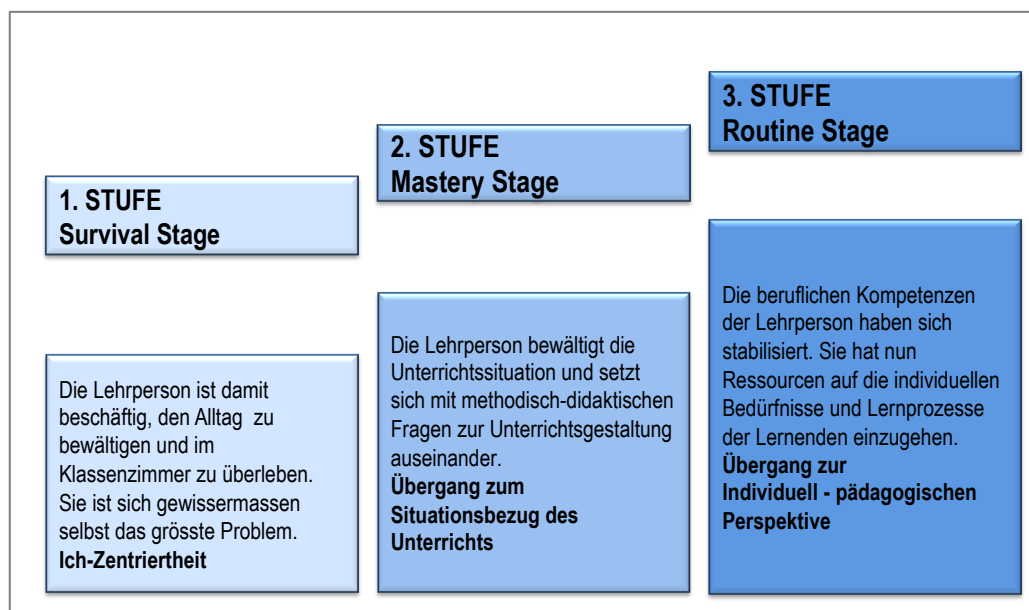 1. STUFE
Survival Stage
Die Lehrperson ist damit
beschäftig, den Alltag zu
bewältigen und im
Klassenzimmer zu überleben.
Sie ist sich gewissermassen
selbst das grösste Problem.
Ich-Zentriertheit
2. STUFE
Mastery Stage
Die Lehrperson bewältigt die
Unterrichtssituation und setzt
sich mit methodisch-didaktischen
Fragen zur Unterrichtsgestaltung
auseinander.
Übergang zum
Situationsbezug des
Unterrichts
3. STUFE
Routine Stage
Die beruflichen Kompetenzen
der Lehrperson haben sich
stabilisiert. Sie hat nun
Ressourcen auf die individuellen
Bedürfnisse und Lernprozesse
der Lernenden einzugehen.
Übergang zur
Individuell - pädagogischen
Perspektive